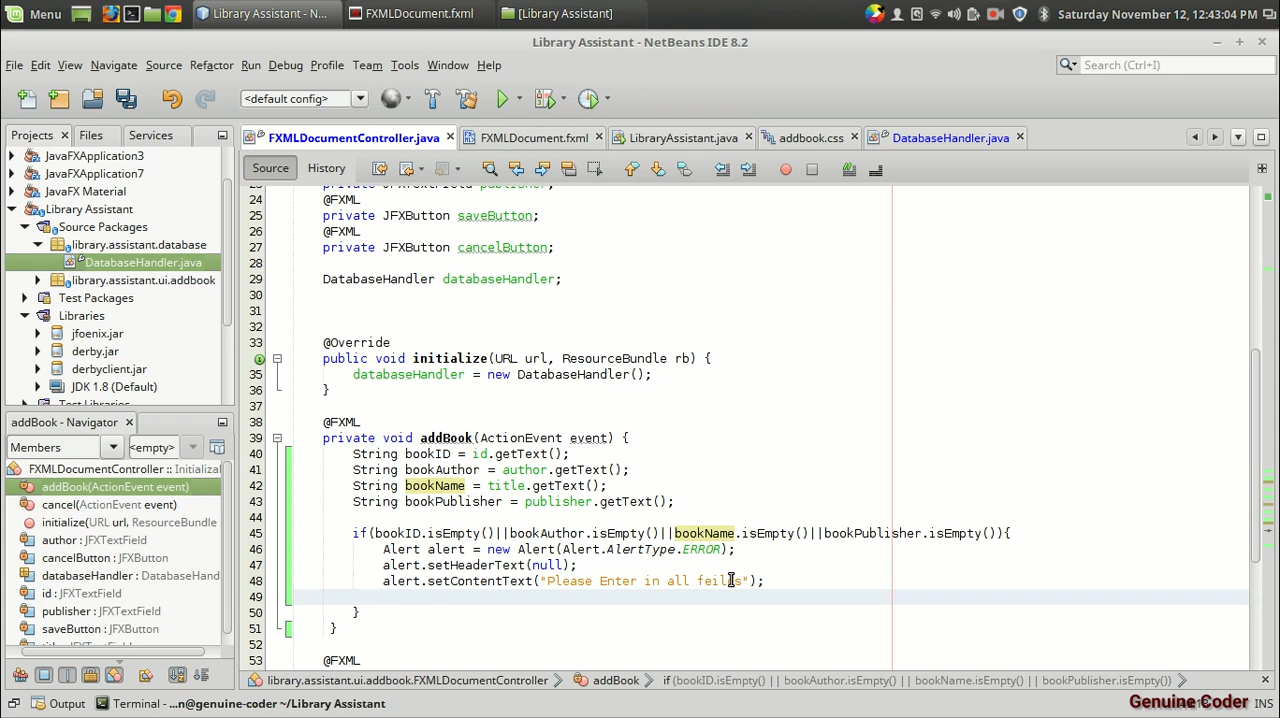 Menu
Library Assistant - N...
FXMLDocument.fxml
[Library Assistant]
Saturday November 12, 12:43:04 PM
Library Assistant - NetBeans IDE 8.2
File Edit View Navigate Source Refactor Run Debug Profile Team Tools Window Help
Search (Ctrl+I)
<default config>
Projects Files Services
FXMLDocumentController.java FXMLDocument.fxml LibraryAssistant.java addbook.css DatabaseHandler.java
Source History
JavaFXApplication3
JavaFXApplication7
JavaFX Material
Library Assistant
Source Packages
library.assistant.database
DatabaseHandler.java
library.assistant.ui.addbook
Test Packages
Libraries
jfoenix.jar
derby.jar
derbyclient.jar
JDK 1.8 (Default)
Test Libraries
addBook - Navigator
Members <empty>
FXMLDocumentController :: Initializa
addBook(ActionEvent event)
cancel(ActionEvent event)
initialize(URL url, ResourceBundle
author : JFXTextField
cancelButton : JFXButton
databaseHandler : DatabaseHand
id : JFXTextField
publisher : JFXTextField
saveButton : JFXButton
title : JFXTextField
23 private JFXTextField publisher;
24 @FXML
25 private JFXButton saveButton;
26 @FXML
27 private JFXButton cancelButton;
28
29 DatabaseHandler databaseHandler;
30
31
32
33 @Override
public void initialize(URL url, ResourceBundle rb) {
35 databaseHandler = new DatabaseHandler();
36 }
37
38 @FXML
39 private void addBook(ActionEvent event) {
40 String bookID = id.getText();
41 String bookAuthor = author.getText();
42 String bookName = title.getText();
43 String bookPublisher = publisher.getText();
44
45 if(bookID.isEmpty()||bookAuthor.isEmpty()||bookName.isEmpty()||bookPublisher.isEmpty()){
46 Alert alert = new Alert(Alert.AlertType.ERROR);
47 alert.setHeaderText(null);
48 alert.setContentText("Please Enter in all feilds");
49
50 }
51 }
52
53 @FXML
library.assistant.ui.addbook.FXMLDocumentController addBook if (bookID.isEmpty() || bookAuthor.isEmpty() || bookName.isEmpty() || bookPublisher.isEmpty())
Output Terminal - ...n@genuine-coder ~/Library Assistant
Genuine Coder
INS